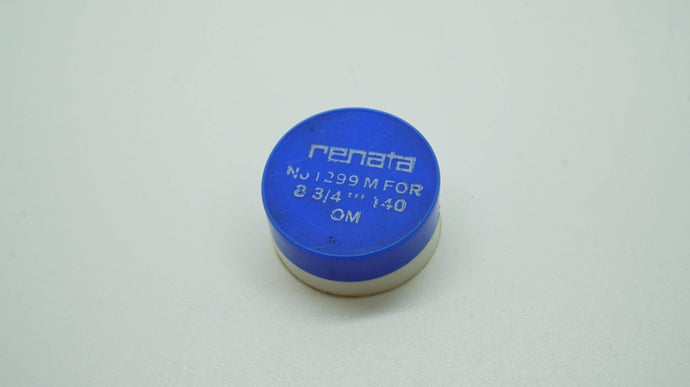 renata
No 1299 M FOR
8 3/4 ''' 140
OM